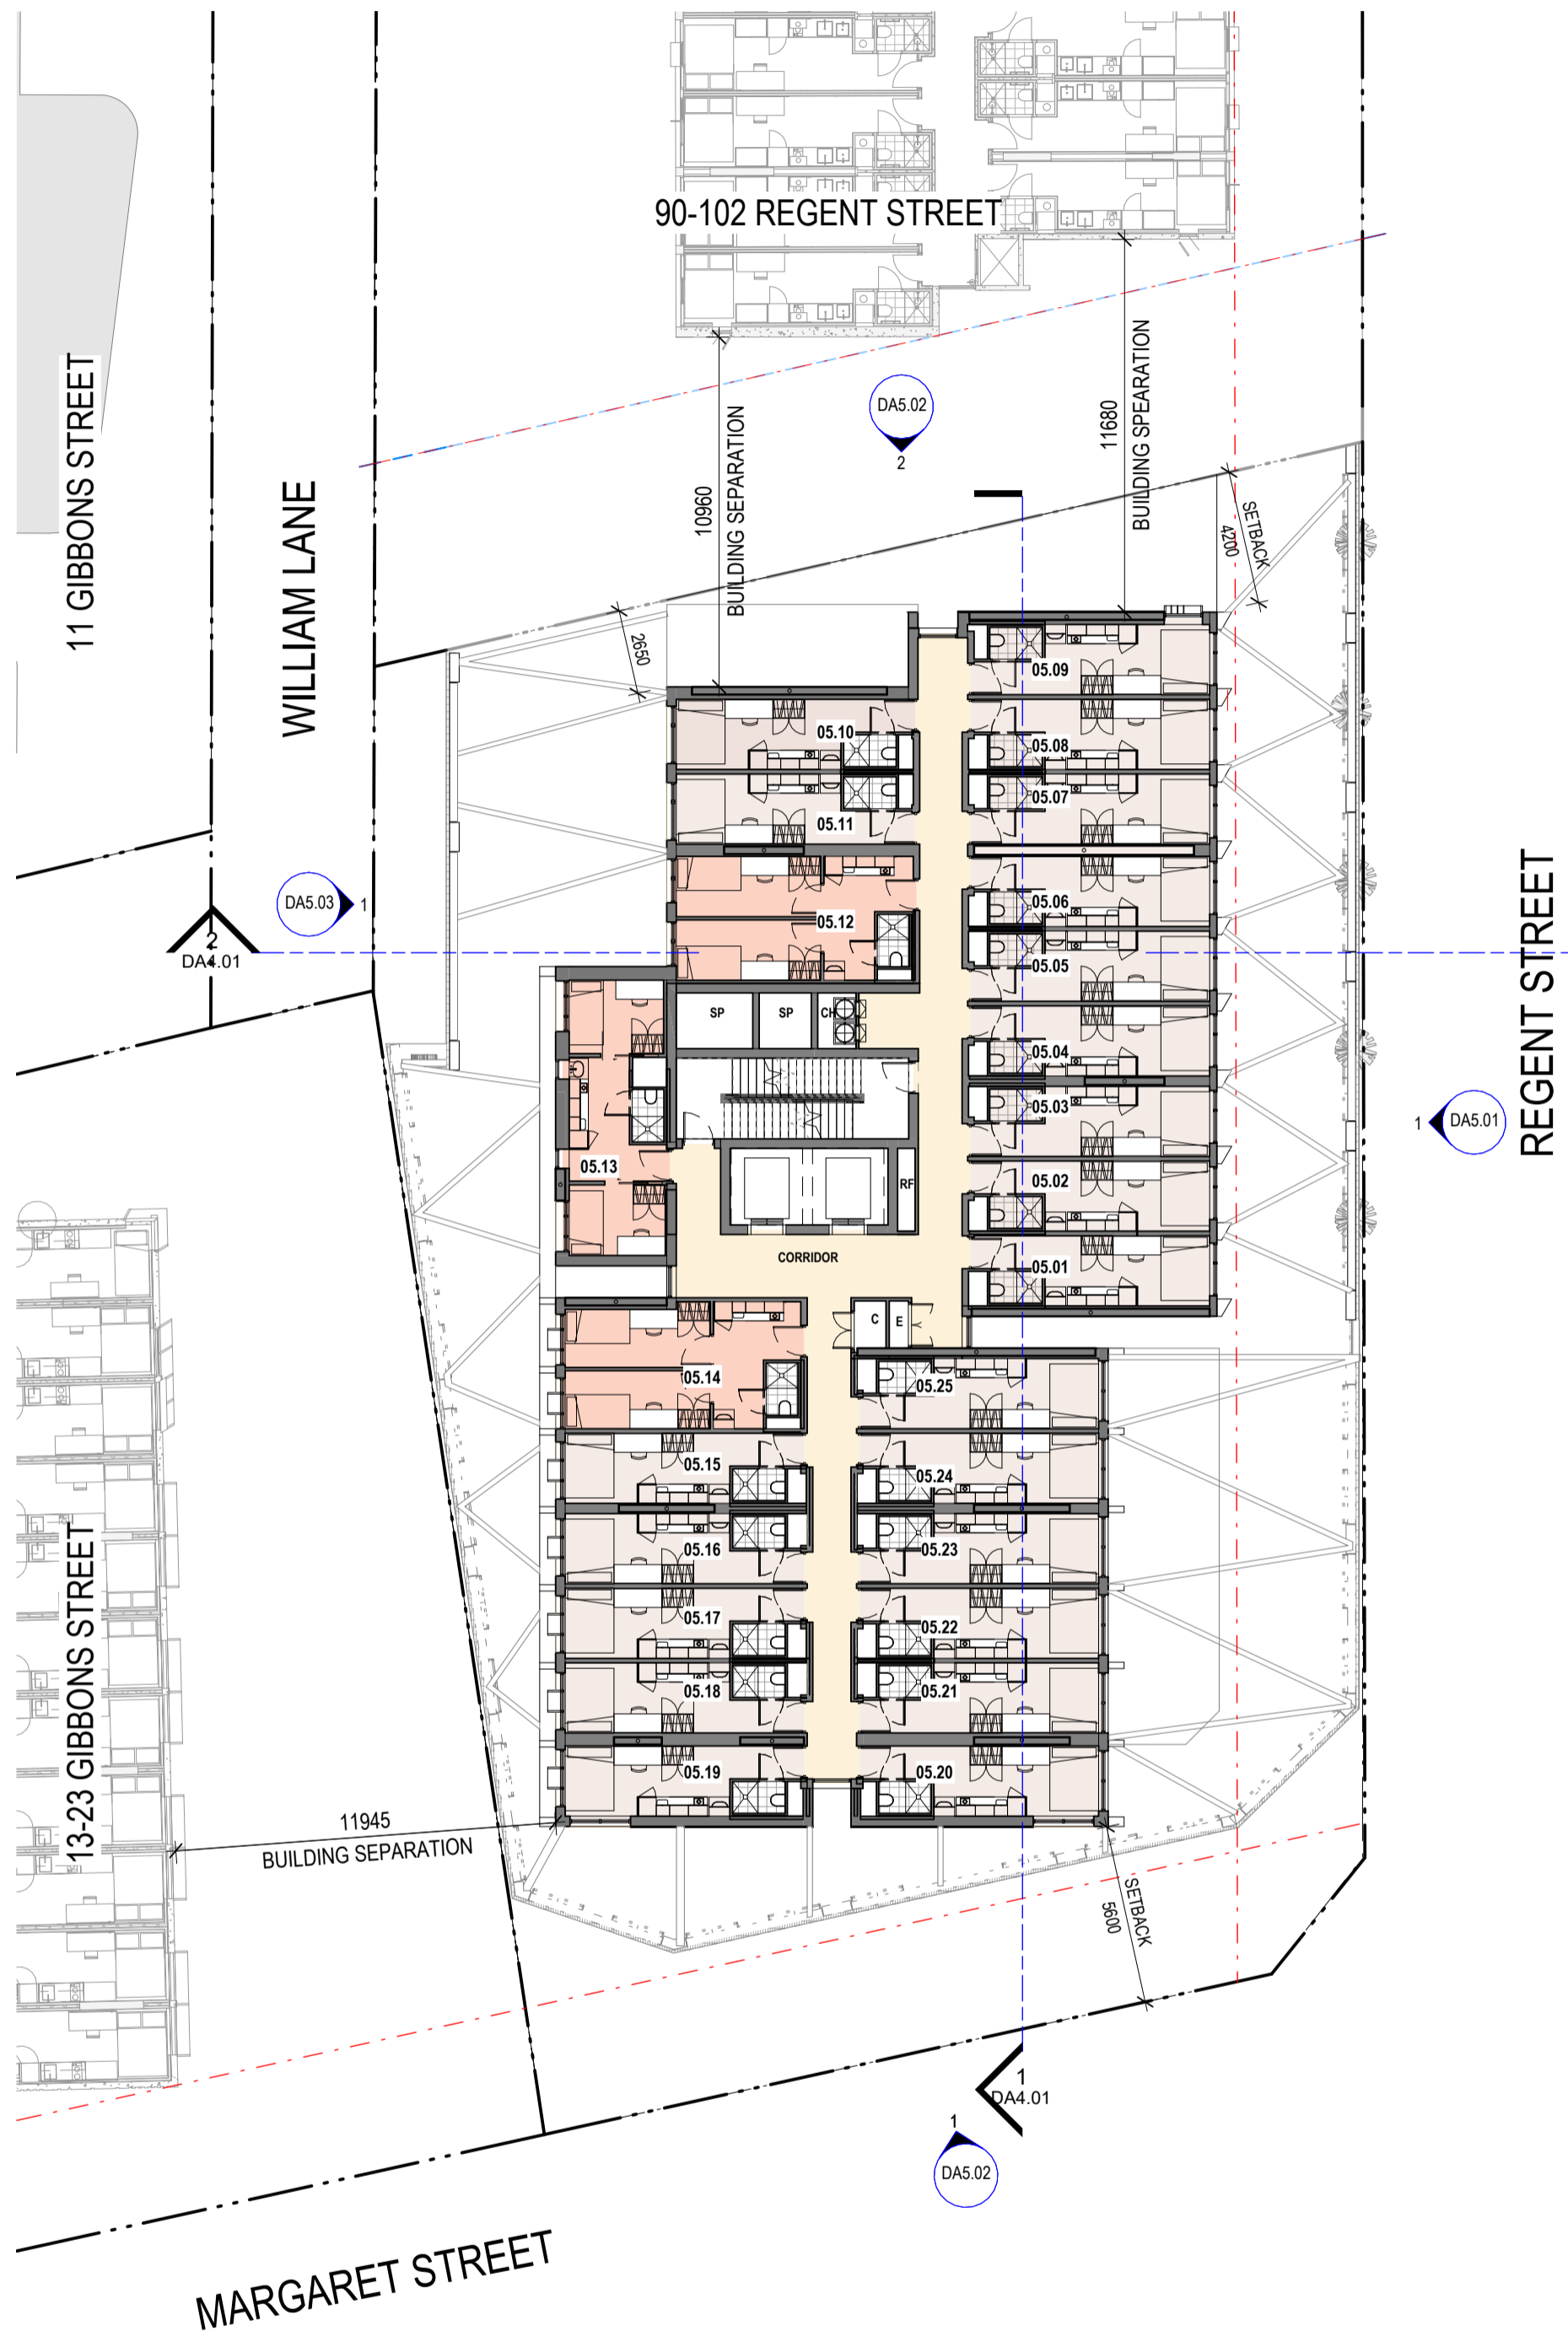 90-102 REGENT STREET
11 GIBBONS STREET
WILLIAM LANE
10960
BUILDING SEPARATION
DA5.02
2
11680
BUILDING SPEARATION
SETBACK
4200
2650
05.09
05.10
05.08
05.07
05.11
DA5.03
1
05.06
05.12
2
DA4.01
05.05
REGENT STREET
SP
SP
CH
05.04
05.03
1
DA5.01
05.13
05.02
RF
CORRIDOR
05.01
C
E
05.14
05.25
05.15
05.24
05.16
05.23
05.17
05.22
05.18
05.21
05.19
05.20
13-23 GIBBONS STREET
11945
BUILDING SEPARATION
SETBACK
5600
1
DA4.01
1
DA5.02
MARGARET STREET